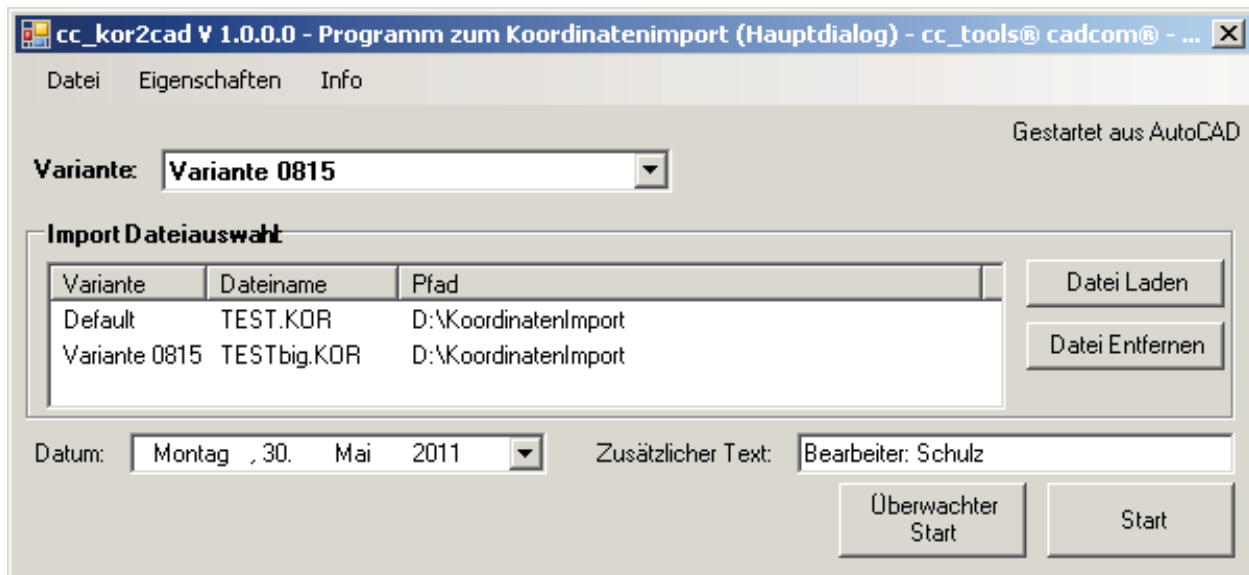 cc_kor2cad V 1.0.0.0 - Programm zum Koordinatenimport (Hauptdialog) - cc_tools® cadcom® - ...
Datei Eigenschaften Info
Gestartet aus AutoCAD
Variante: Variante 0815
Import Dateiauswahl:
Variante Dateiname Pfad
Default TEST.KOR D:\KoordinatenImport
Variante 0815 TESTbig.KOR D:\KoordinatenImport
Datei Laden
Datei Entfernen
Datum: Montag , 30. Mai 2011 Zusätzlicher Text: Bearbeiter: Schulz
Überwachter
Start
Start